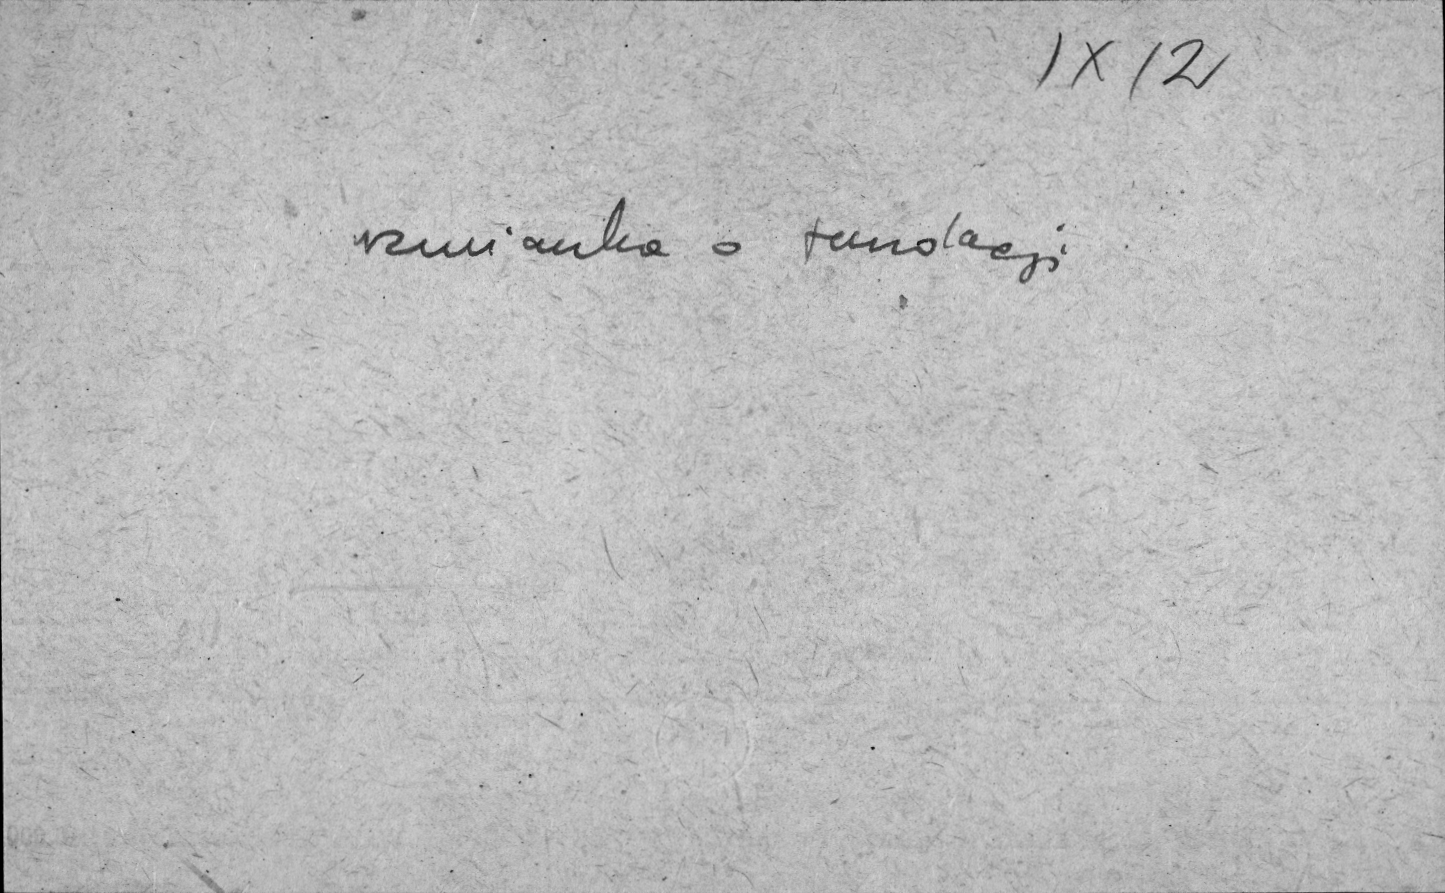 IX 12
wzmianka o fundacji